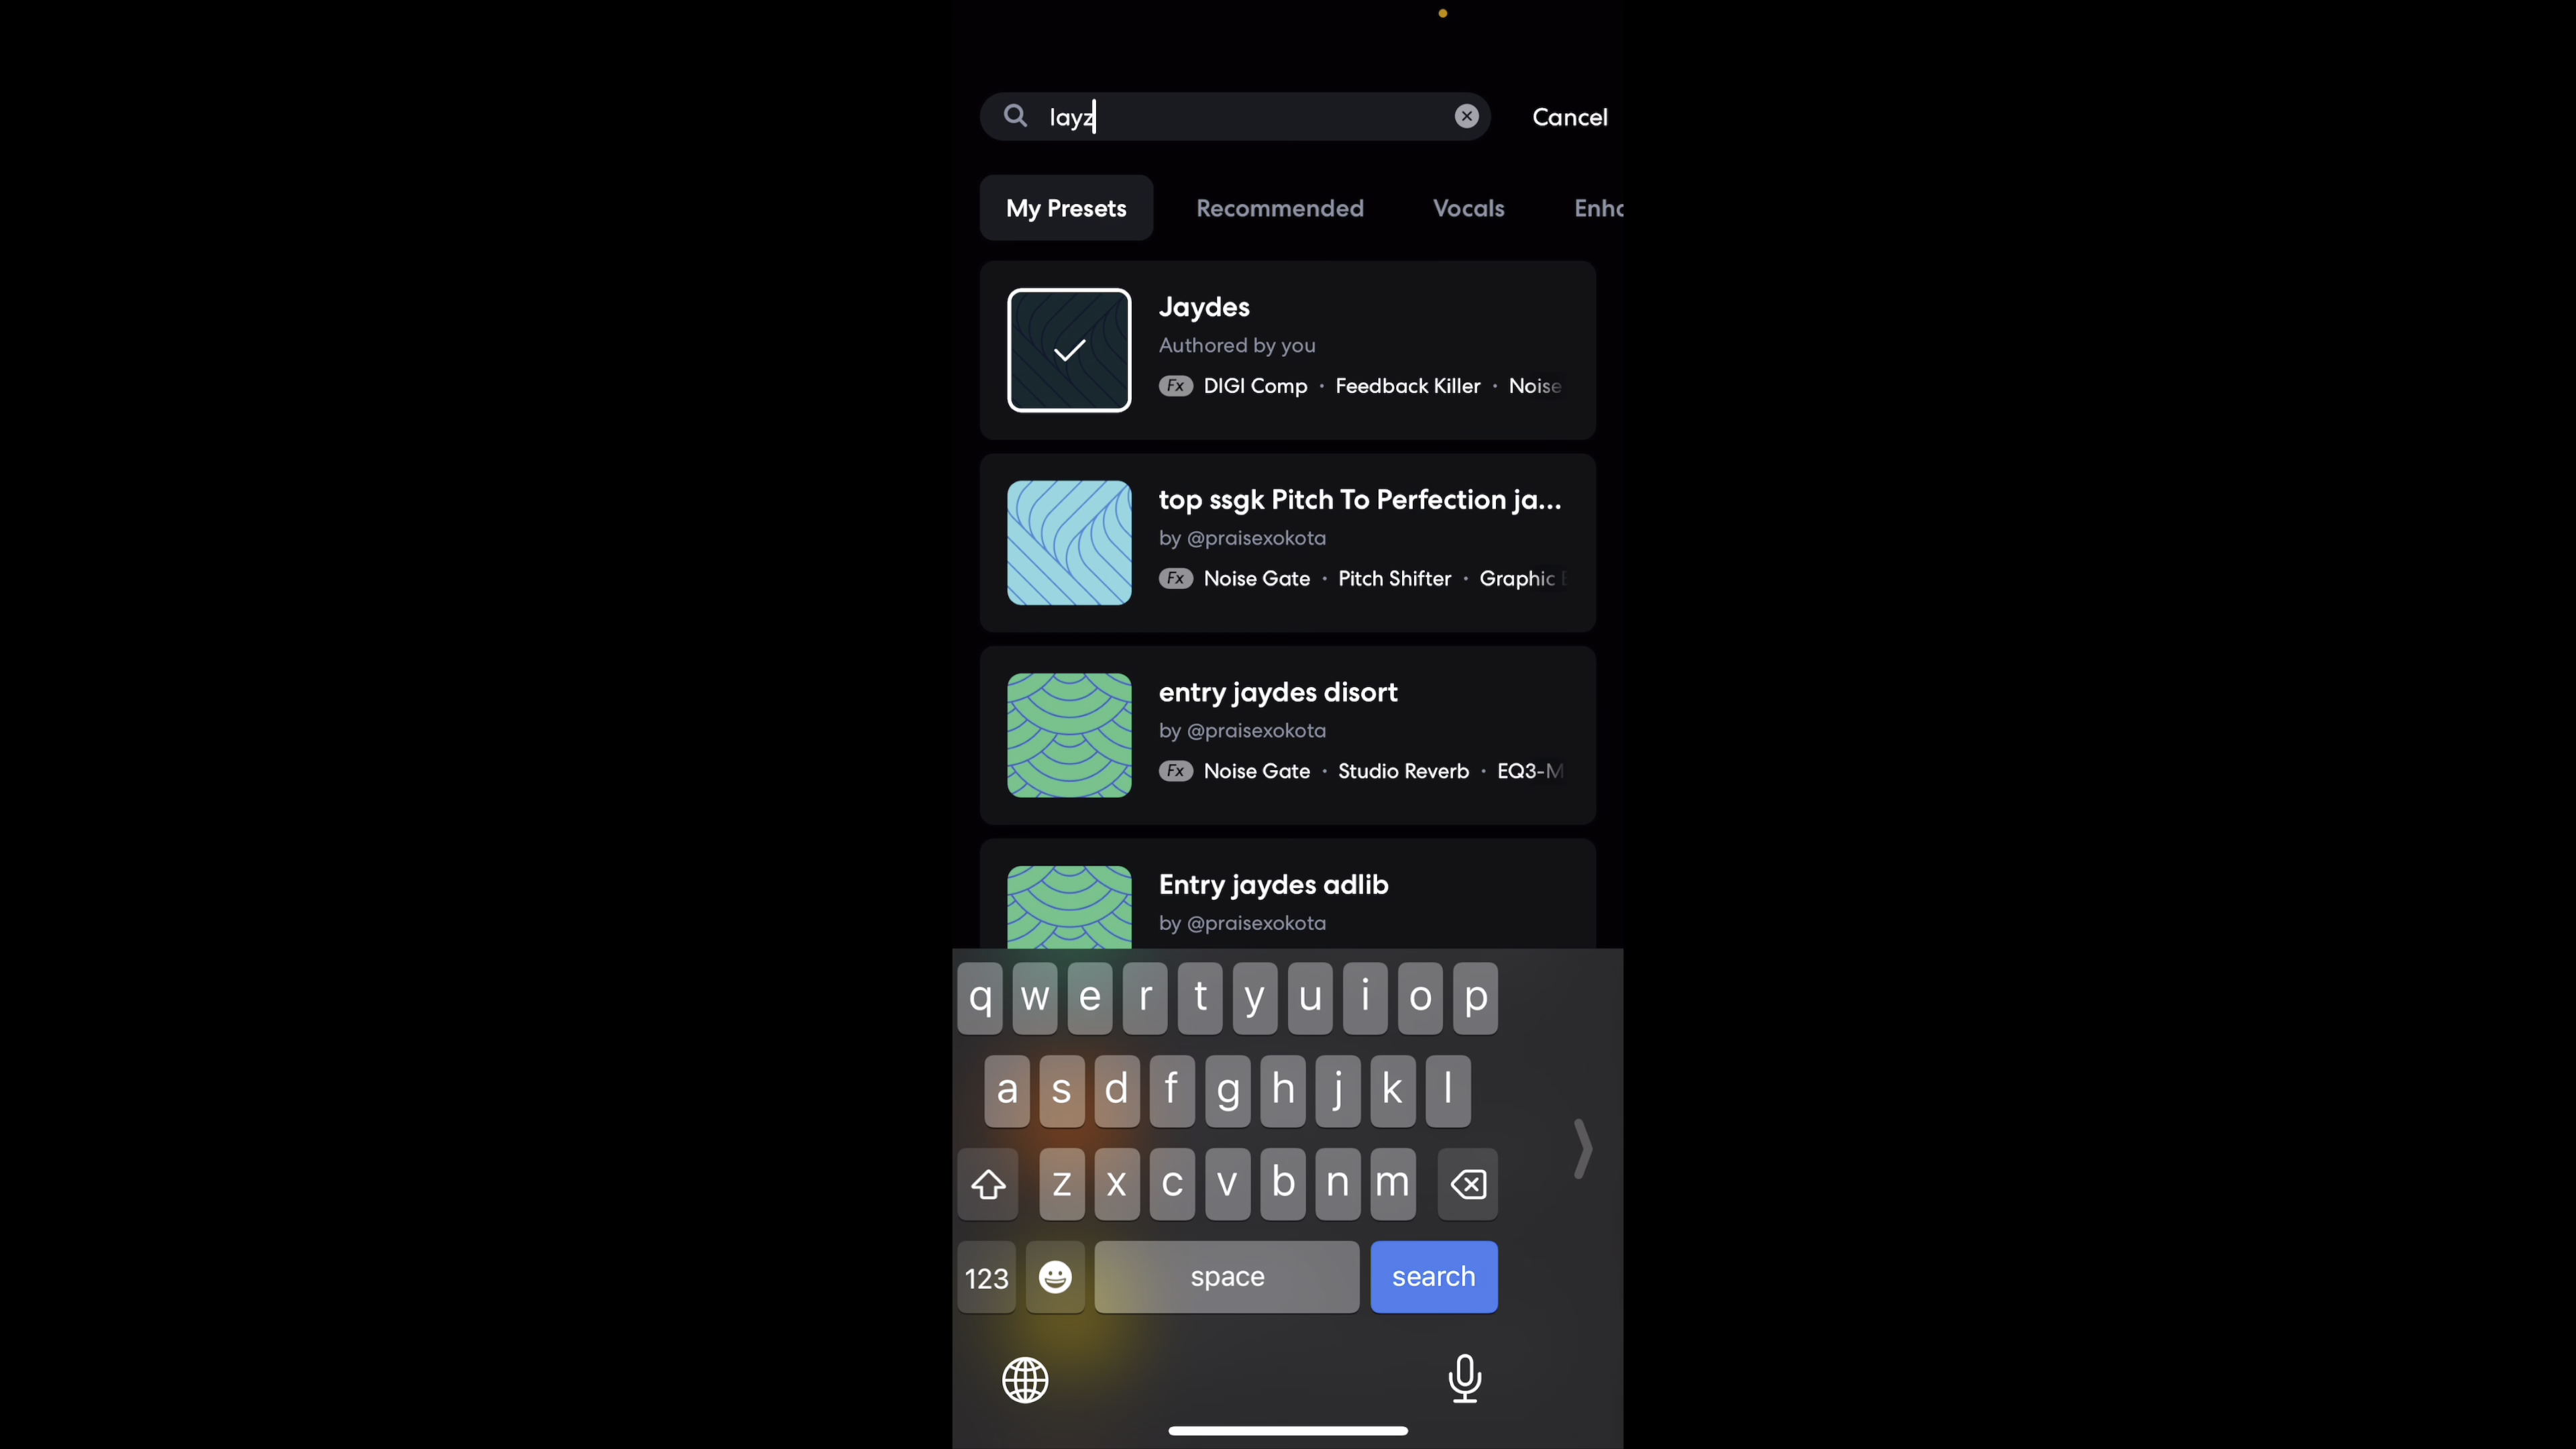 layz
Cancel
My Presets Recommended Vocals Enhc
Jaydes
Authored by you
Fx DIGI Comp · Feedback Killer · Noise
top ssgk Pitch To Perfection ja...
by @praisexokota
Fx Noise Gate · Pitch Shifter · Graphic E
entry jaydes disort
by @praisexokota
Fx Noise Gate · Studio Reverb · EQ3-M
Entry jaydes adlib
by @praisexokota
q w e r t y u i o p
a s d f g h j k l
z x c v b n m
123 space search